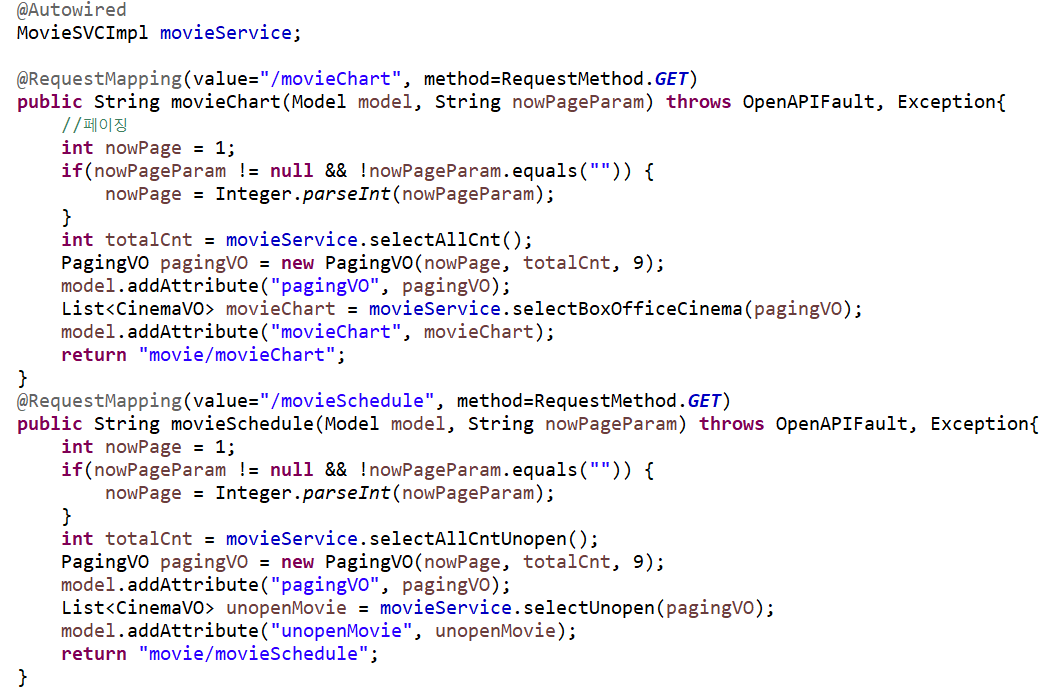 @Autowired
MovieSVCImpl movieService;
@RequestMapping(value="/movieChart", method=RequestMethod.GET)
public String movieChart(Model model, String nowPageParam) throws OpenAPIFault, Exception{
//페이징
int nowPage = 1;
if(nowPageParam != null && !nowPageParam.equals("")) {
nowPage = Integer.parseInt(nowPageParam);
}
int totalCnt = movieService.selectAllCnt();
PagingVO pagingVO = new PagingVO(nowPage, totalCnt, 9);
model.addAttribute("pagingVO", pagingVO);
List<CinemaVO> movieChart = movieService.selectBoxOfficeCinema(pagingVO);
model.addAttribute("movieChart", movieChart);
return "movie/movieChart";
}
@RequestMapping(value="/movieSchedule", method=RequestMethod.GET)
public String movieSchedule(Model model, String nowPageParam) throws OpenAPIFault, Exception{
int nowPage = 1;
if(nowPageParam != null && !nowPageParam.equals("")) {
nowPage = Integer.parseInt(nowPageParam);
}
int totalCnt = movieService.selectAllCntUnopen();
PagingVO pagingVO = new PagingVO(nowPage, totalCnt, 9);
model.addAttribute("pagingVO", pagingVO);
List<CinemaVO> unopenMovie = movieService.selectUnopen(pagingVO);
model.addAttribute("unopenMovie", unopenMovie);
return "movie/movieSchedule";
}